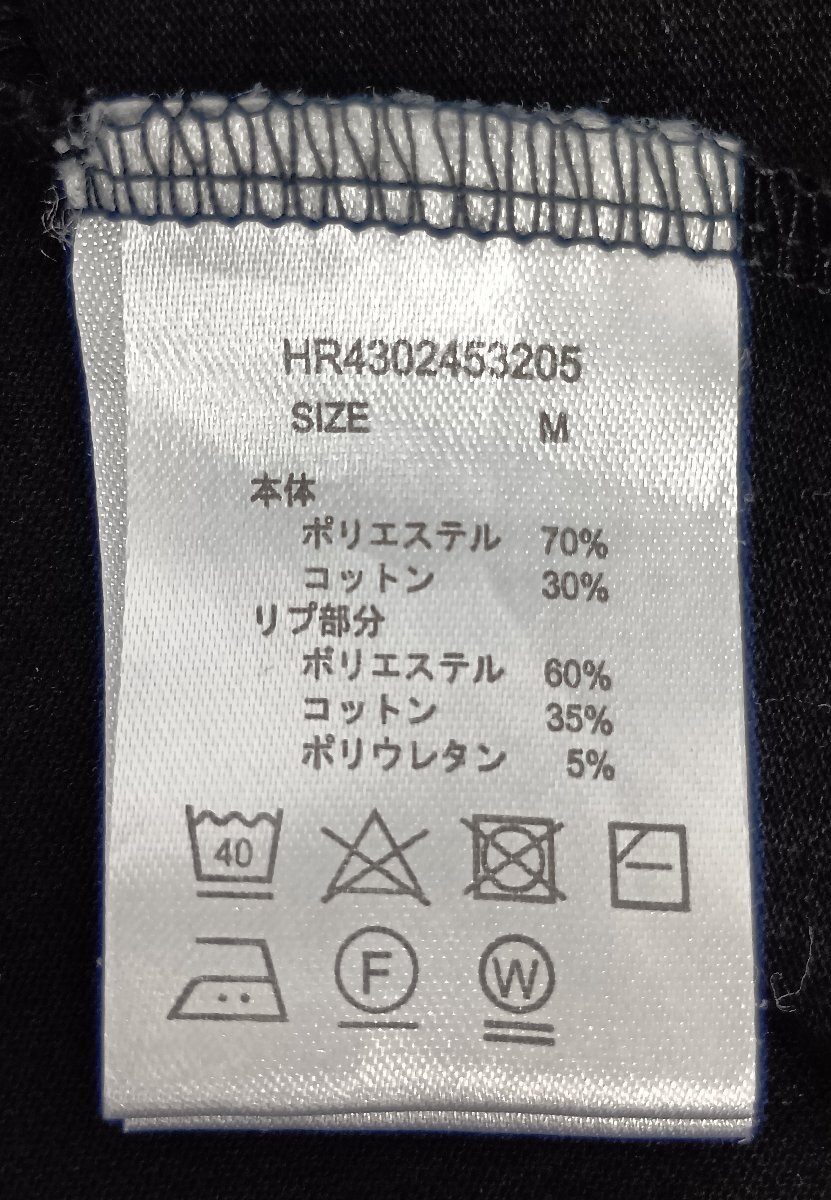 HR4302453205
SIZE M
本体
ポリエステル 70%
コットン 30%
リブ部分
ポリエステル 60%
コットン 35%
ポリウレタン 5%
40
F
W